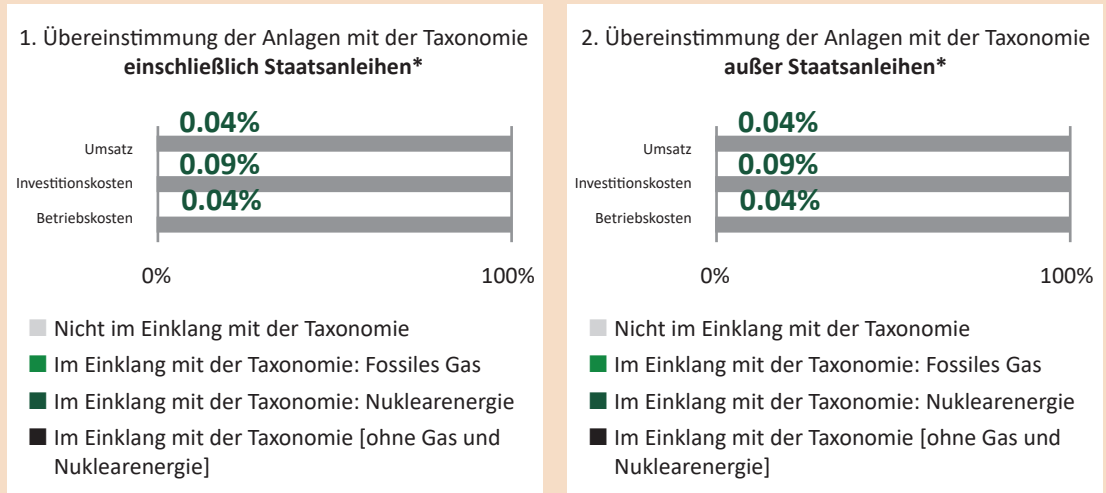 1. Übereinstimmung der Anlagen mit der Taxonomie
einschließlich Staatsanleihen*
0.04%
Umsatz
0.09%
Investitionskosten
0.04%
Betriebskosten
0% 100%
Nicht im Einklang mit der Taxonomie
Im Einklang mit der Taxonomie: Fossiles Gas
Im Einklang mit der Taxonomie: Nuklearenergie
Im Einklang mit der Taxonomie [ohne Gas und
Nuklearenergie]
2. Übereinstimmung der Anlagen mit der Taxonomie
außer Staatsanleihen*
0.04%
Umsatz
0.09%
Investitionskosten
0.04%
Betriebskosten
0% 100%
Nicht im Einklang mit der Taxonomie
Im Einklang mit der Taxonomie: Fossiles Gas
Im Einklang mit der Taxonomie: Nuklearenergie
Im Einklang mit der Taxonomie [ohne Gas und
Nuklearenergie]